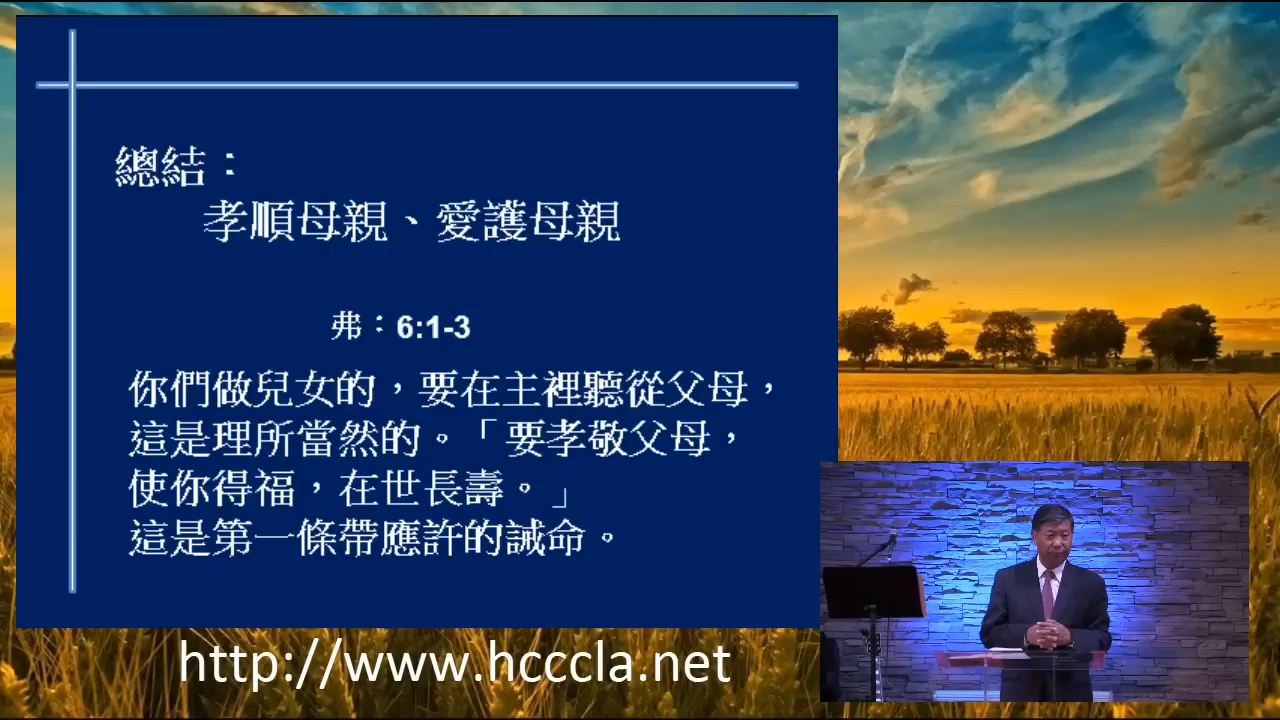 總結：
孝順母親、愛護母親
弗：6:1-3
你們做兒女的，要在主裡聽從父母，
這是理所當然的。「要孝敬父母，
使你得福，在世長壽。」
這是第一條帶應許的誡命。
http://www.hcccla.net